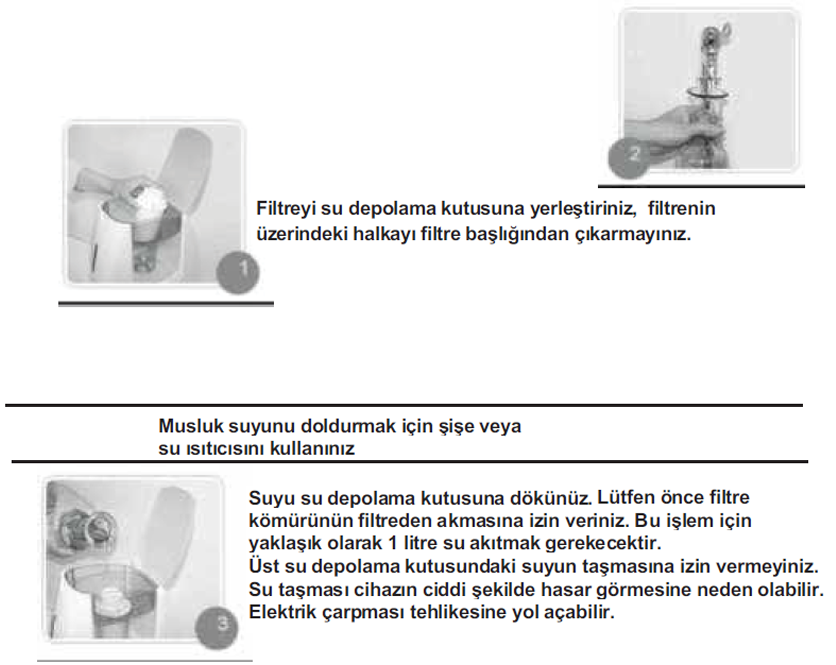 2
Filtreyi su depolama kutusuna yerleştiriniz, filtrenin
üzerindeki halkayı filtre başlığından çıkarmayınız.
1
Musluk suyunu doldurmak için şişe veya
su ısıtıcısını kullanınız
Suyu su depolama kutusuna dökünüz. Lütfen önce filtre
kömürünün filtreden akmasına izin veriniz. Bu işlem için
yaklaşık olarak 1 litre su akıtmak gerekecektir.
Üst su depolama kutusundaki suyun taşmasına izin vermeyiniz.
Su taşması cihazın ciddi şekilde hasar görmesine neden olabilir.
Elektrik çarpması tehlikesine yol açabilir.
3